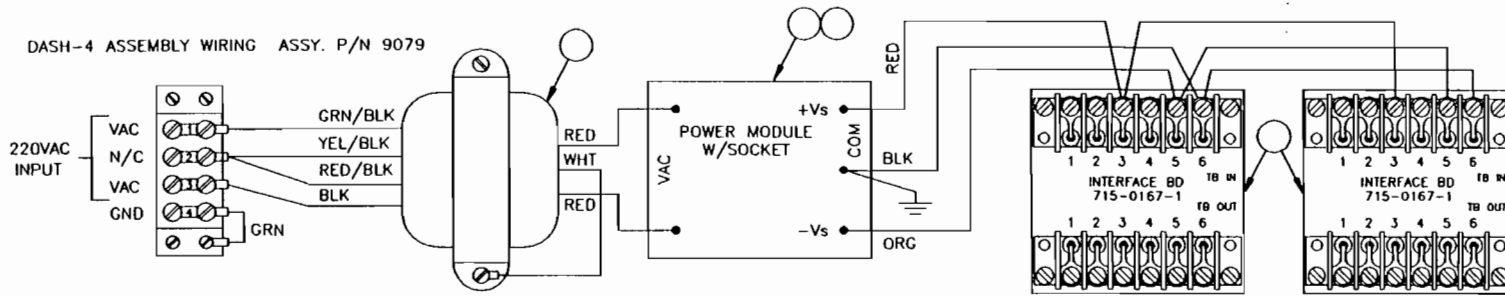 DASH-4 ASSEMBLY WIRING ASSY. P/N 9079
220VAC
INPUT
VAC
N/C
VAC
GND
1
2
3
4
GRN
GRN/BLK
YEL/BLK
RED/BLK
BLK
RED
WHT
RED
VAC
POWER MODULE
W/SOCKET
+Vs
COM
-Vs
RED
BLK
ORG
1 2 3 4 5 6
TB IN
INTERFACE BD
715-0167-1
TB OUT
1 2 3 4 5 6
1 2 3 4 5 6
TB IN
INTERFACE BD
715-0167-1
TB OUT
1 2 3 4 5 6